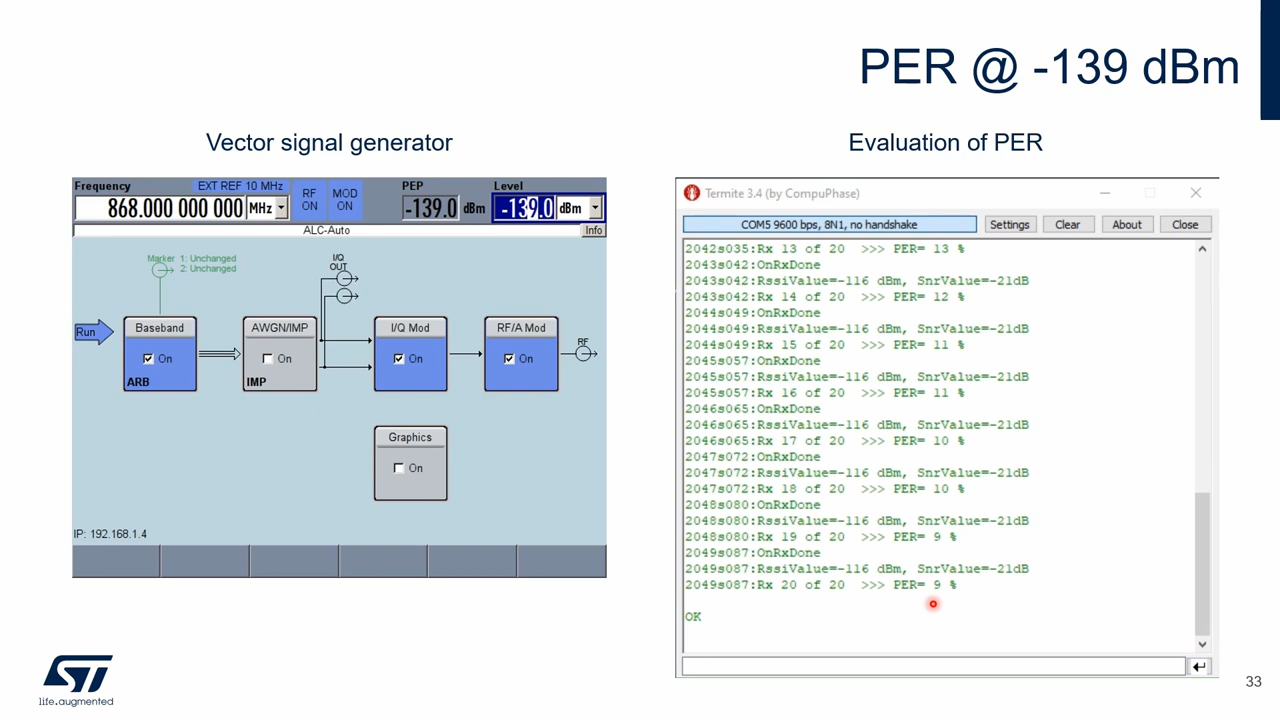 PER @ -139 dBm
Vector signal generator
Frequency EXT REF 10 MHz RF ON MOD ON PEP Level
868.000 000 000 MHz -139.0 dBm -139.0 dBm
ALC-Auto Info
Marker 1: Unchanged
2: Unchanged
I/Q
OUT
Run
Baseband
On
ARB
AWGN/IMP
On
IMP
I/Q Mod
On
RF/A Mod
On
RF
Graphics
On
IP: 192.168.1.4
Evaluation of PER
Termite 3.4 (by CompuPhase)
COM5 9600 bps, 8N1, no handshake Settings Clear About Close
2042s035:Rx 13 of 20 >>> PER= 13 %
2043s042:OnRxDone
2043s042:RssiValue=-116 dBm, SnrValue=-21dB
2043s042:Rx 14 of 20 >>> PER= 12 %
2044s049:OnRxDone
2044s049:RssiValue=-116 dBm, SnrValue=-21dB
2044s049:Rx 15 of 20 >>> PER= 11 %
2045s057:OnRxDone
2045s057:RssiValue=-116 dBm, SnrValue=-21dB
2045s057:Rx 16 of 20 >>> PER= 11 %
2046s065:OnRxDone
2046s065:RssiValue=-116 dBm, SnrValue=-21dB
2046s065:Rx 17 of 20 >>> PER= 10 %
2047s072:OnRxDone
2047s072:RssiValue=-116 dBm, SnrValue=-21dB
2047s072:Rx 18 of 20 >>> PER= 10 %
2048s080:OnRxDone
2048s080:RssiValue=-116 dBm, SnrValue=-21dB
2048s080:Rx 19 of 20 >>> PER= 9 %
2049s087:OnRxDone
2049s087:RssiValue=-116 dBm, SnrValue=-21dB
2049s087:Rx 20 of 20 >>> PER= 9 %
OK
ST
life.augmented
33